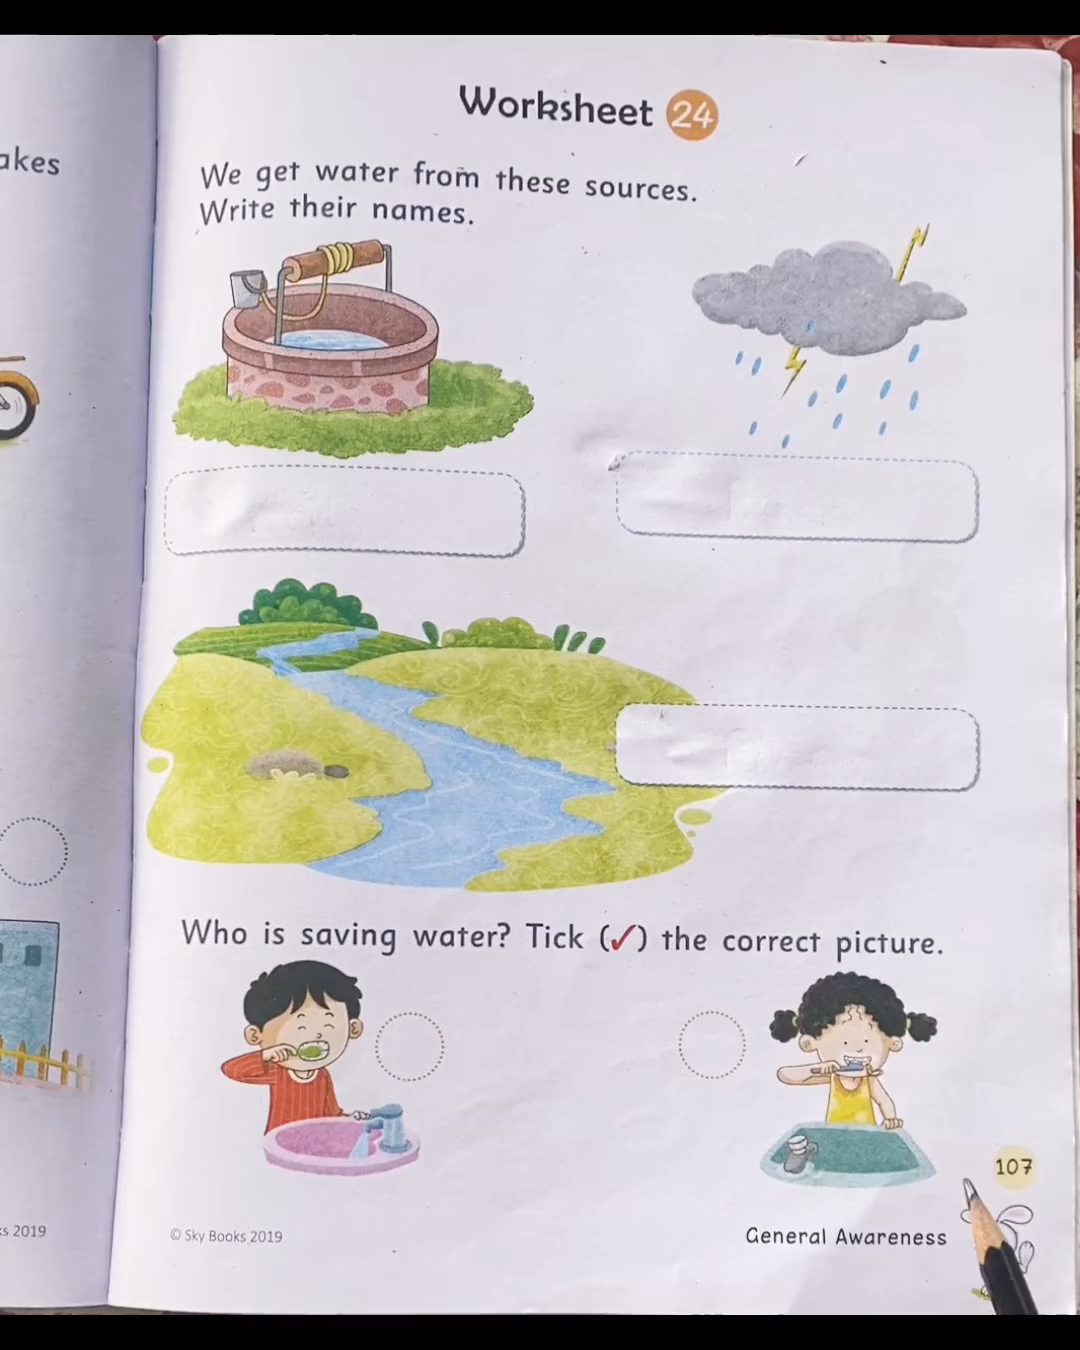 akes
Worksheet 24
We get water from these sources.
Write their names.
Who is saving water? Tick (✓) the correct picture.
107
ks 2019
© Sky Books 2019
General Awareness